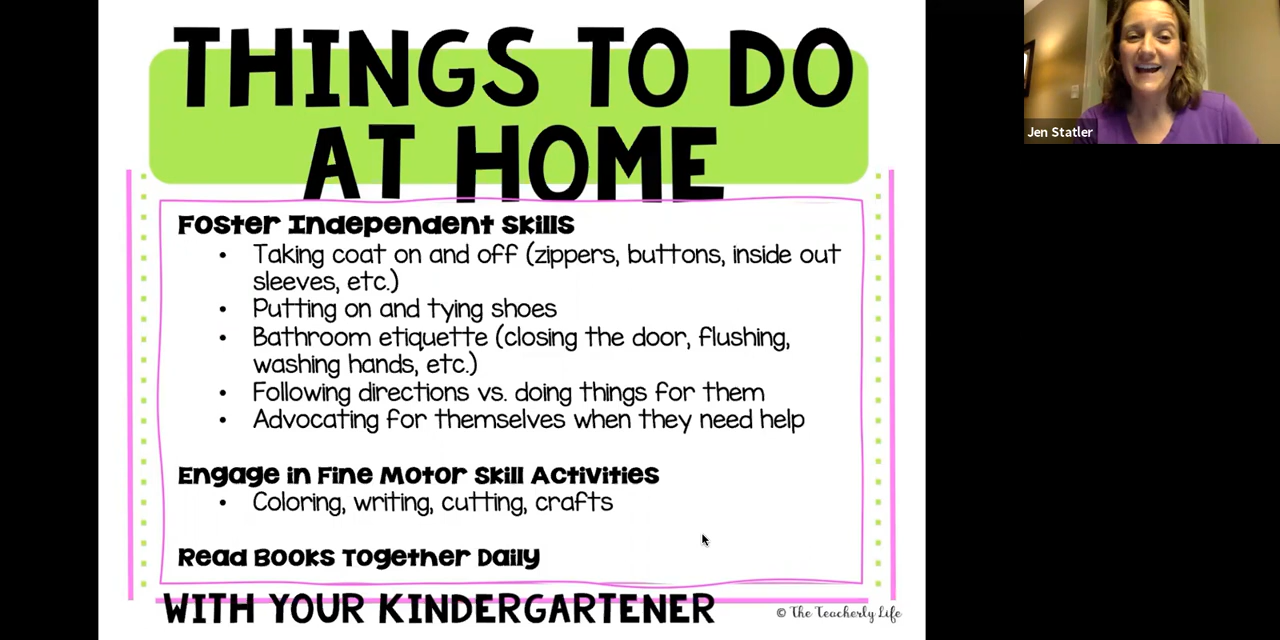 THINGS TO DO
AT HOME
Jen Statler
Foster Independent Skills
• Taking coat on and off (zippers, buttons, inside out
sleeves, etc.)
• Putting on and tying shoes
• Bathroom etiquette (closing the door, flushing,
washing hands, etc.)
• Following directions vs. doing things for them
• Advocating for themselves when they need help
Engage in Fine Motor Skill Activities
• Coloring, writing, cutting, crafts
Read Books Together Daily
WITH YOUR KINDERGARTENER
© The Teacherly Life